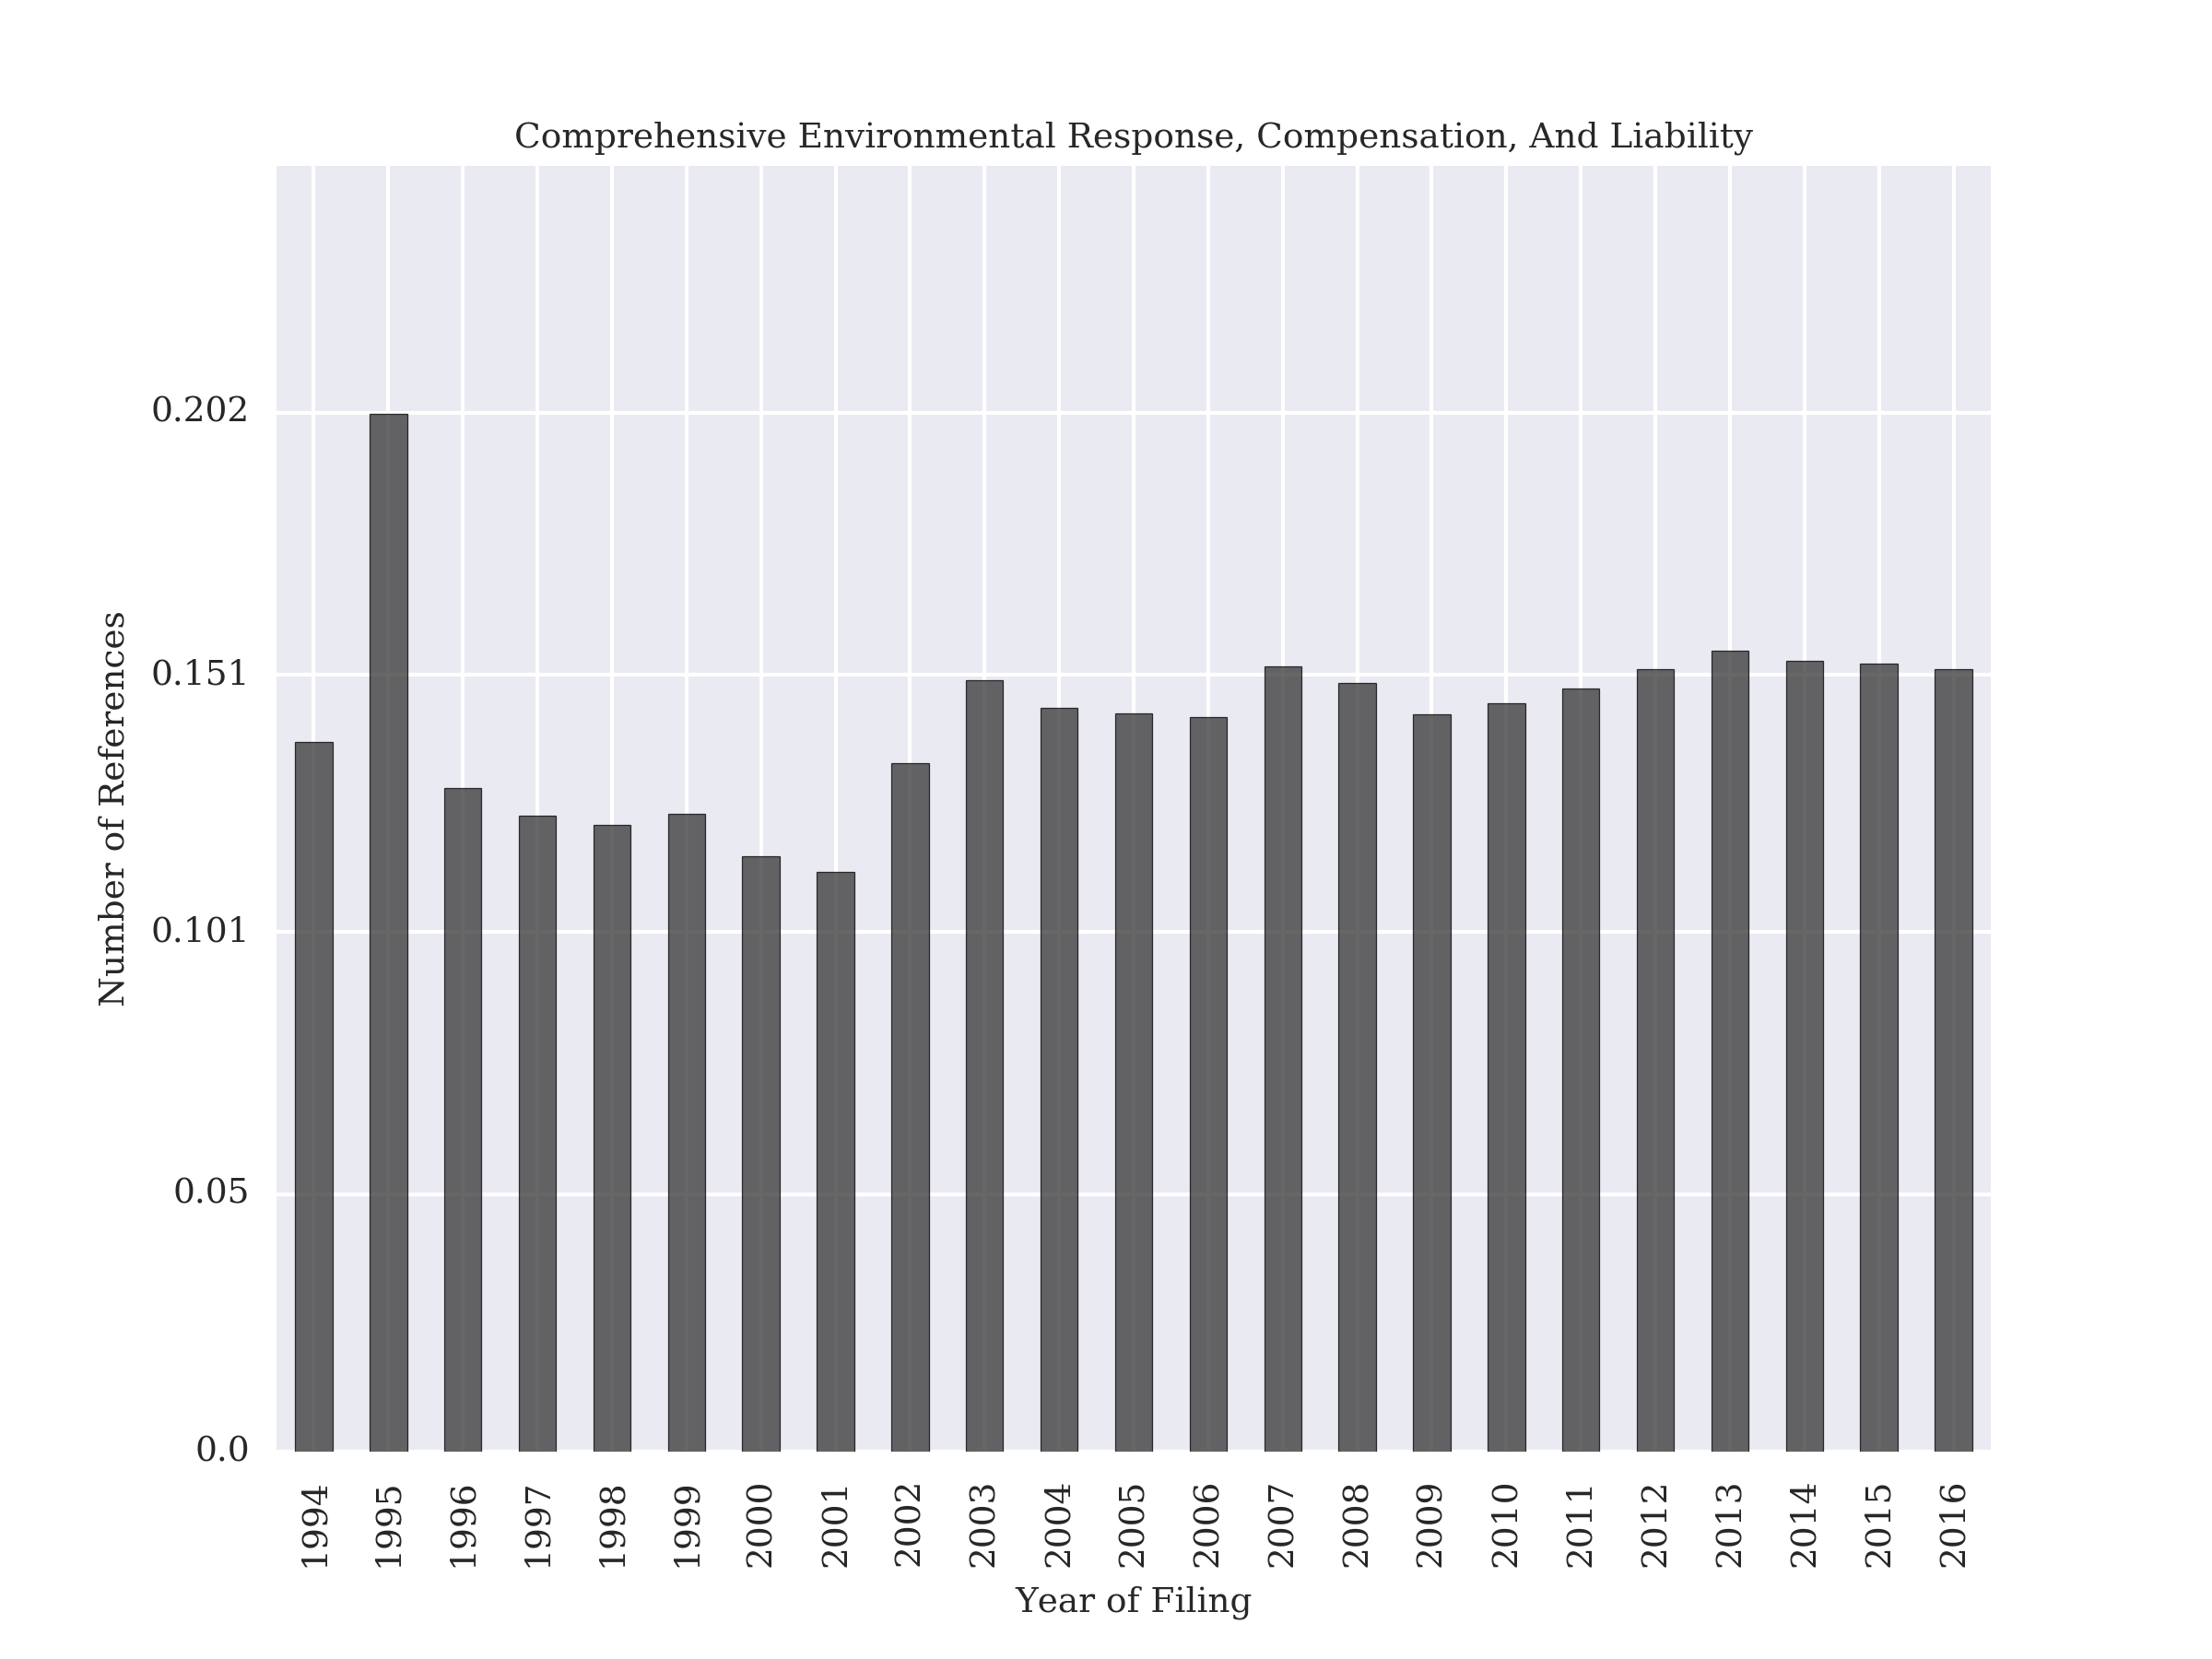 Comprehensive Environmental Response, Compensation, And Liability
Number of References
0.202
0.151
0.101
0.05
0.0
1994 1995 1996 1997 1998 1999 2000 2001 2002 2003 2004 2005 2006 2007 2008 2009 2010 2011 2012 2013 2014 2015 2016
Year of Filing